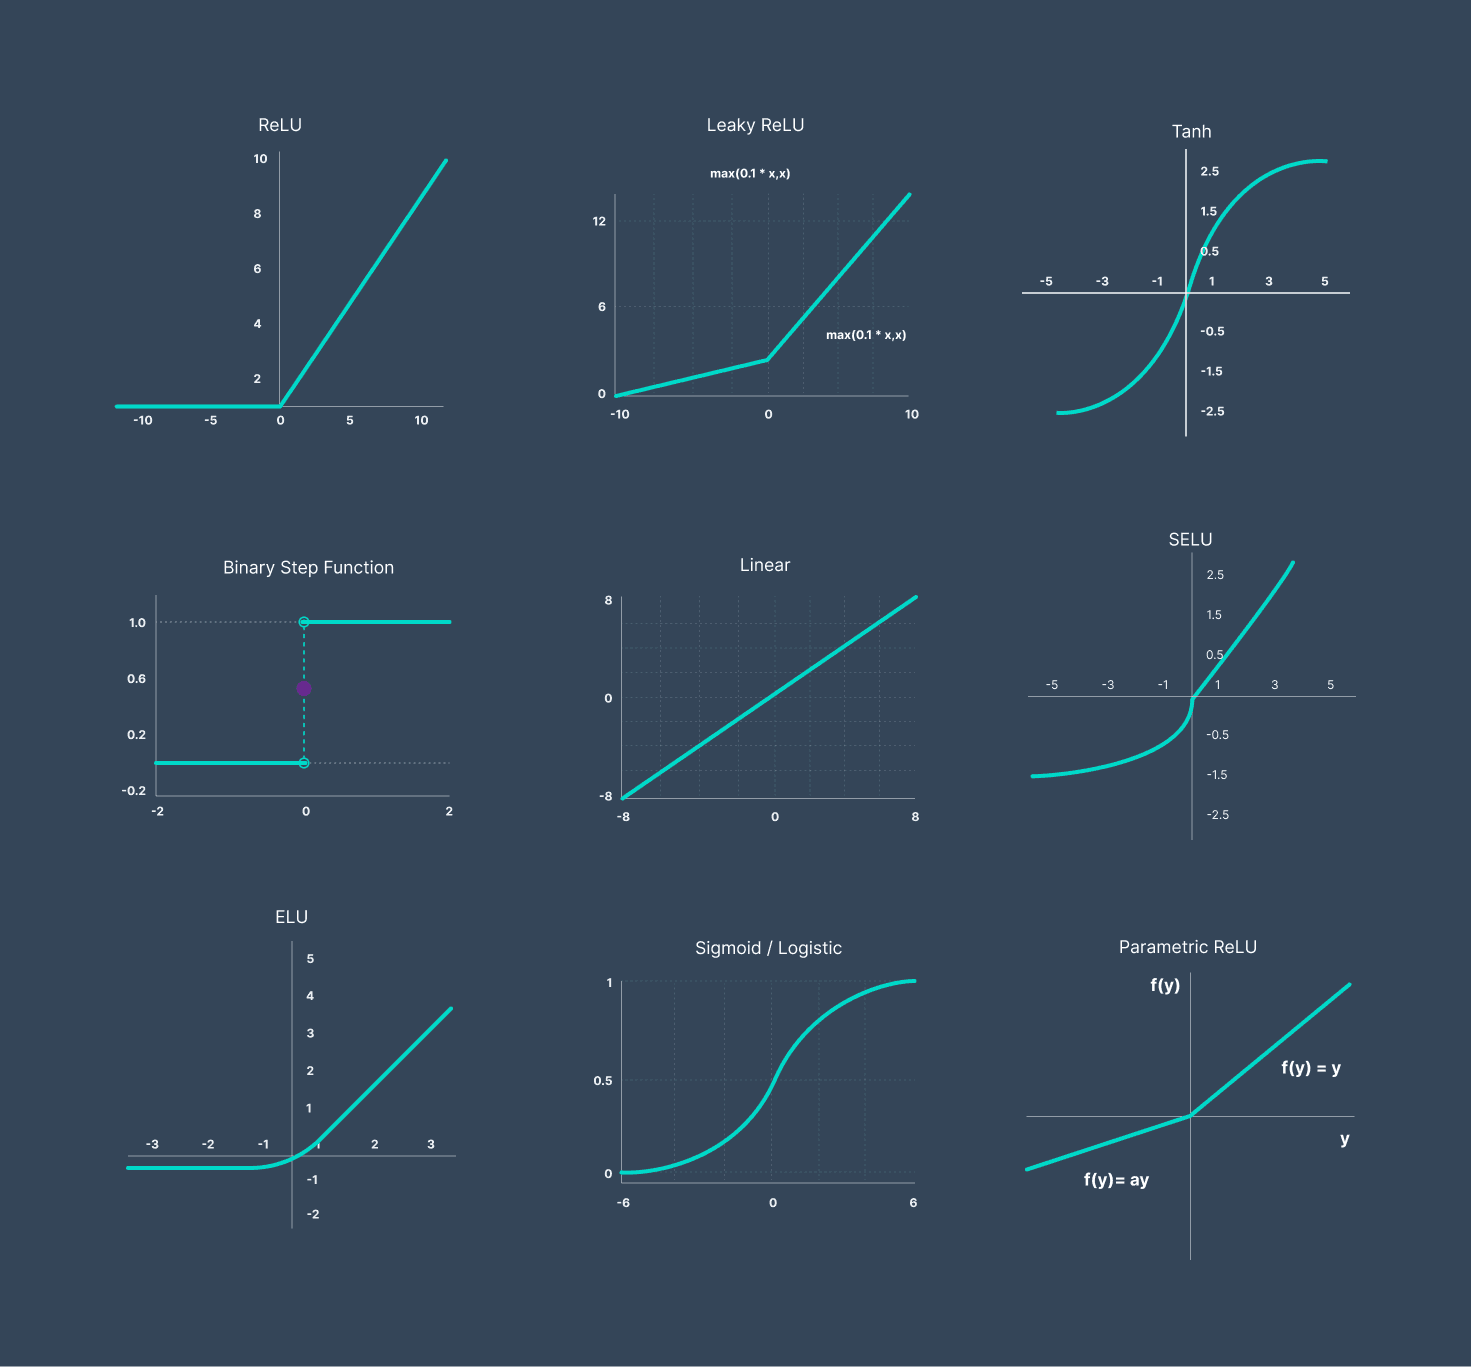 ReLU
10
8
6
4
2
-10 -5 0 5 10
Leaky ReLU
max(0.1 * x,x)
12
6
max(0.1 * x,x)
0
-10 0 10
Tanh
2.5
1.5
0.5
-5 -3 -1 1 3 5
-0.5
-1.5
-2.5
Binary Step Function
1.0
0.6
0.2
-0.2
-2 0 2
Linear
8
0
-8
-8 0 8
SELU
2.5
1.5
0.5
-5 -3 -1 1 3 5
-0.5
-1.5
-2.5
ELU
5
4
3
2
1
-3 -2 -1 1 2 3
-1
-2
Sigmoid / Logistic
1
0.5
0
-6 0 6
Parametric ReLU
f(y)
f(y) = y
y
f(y)= ay